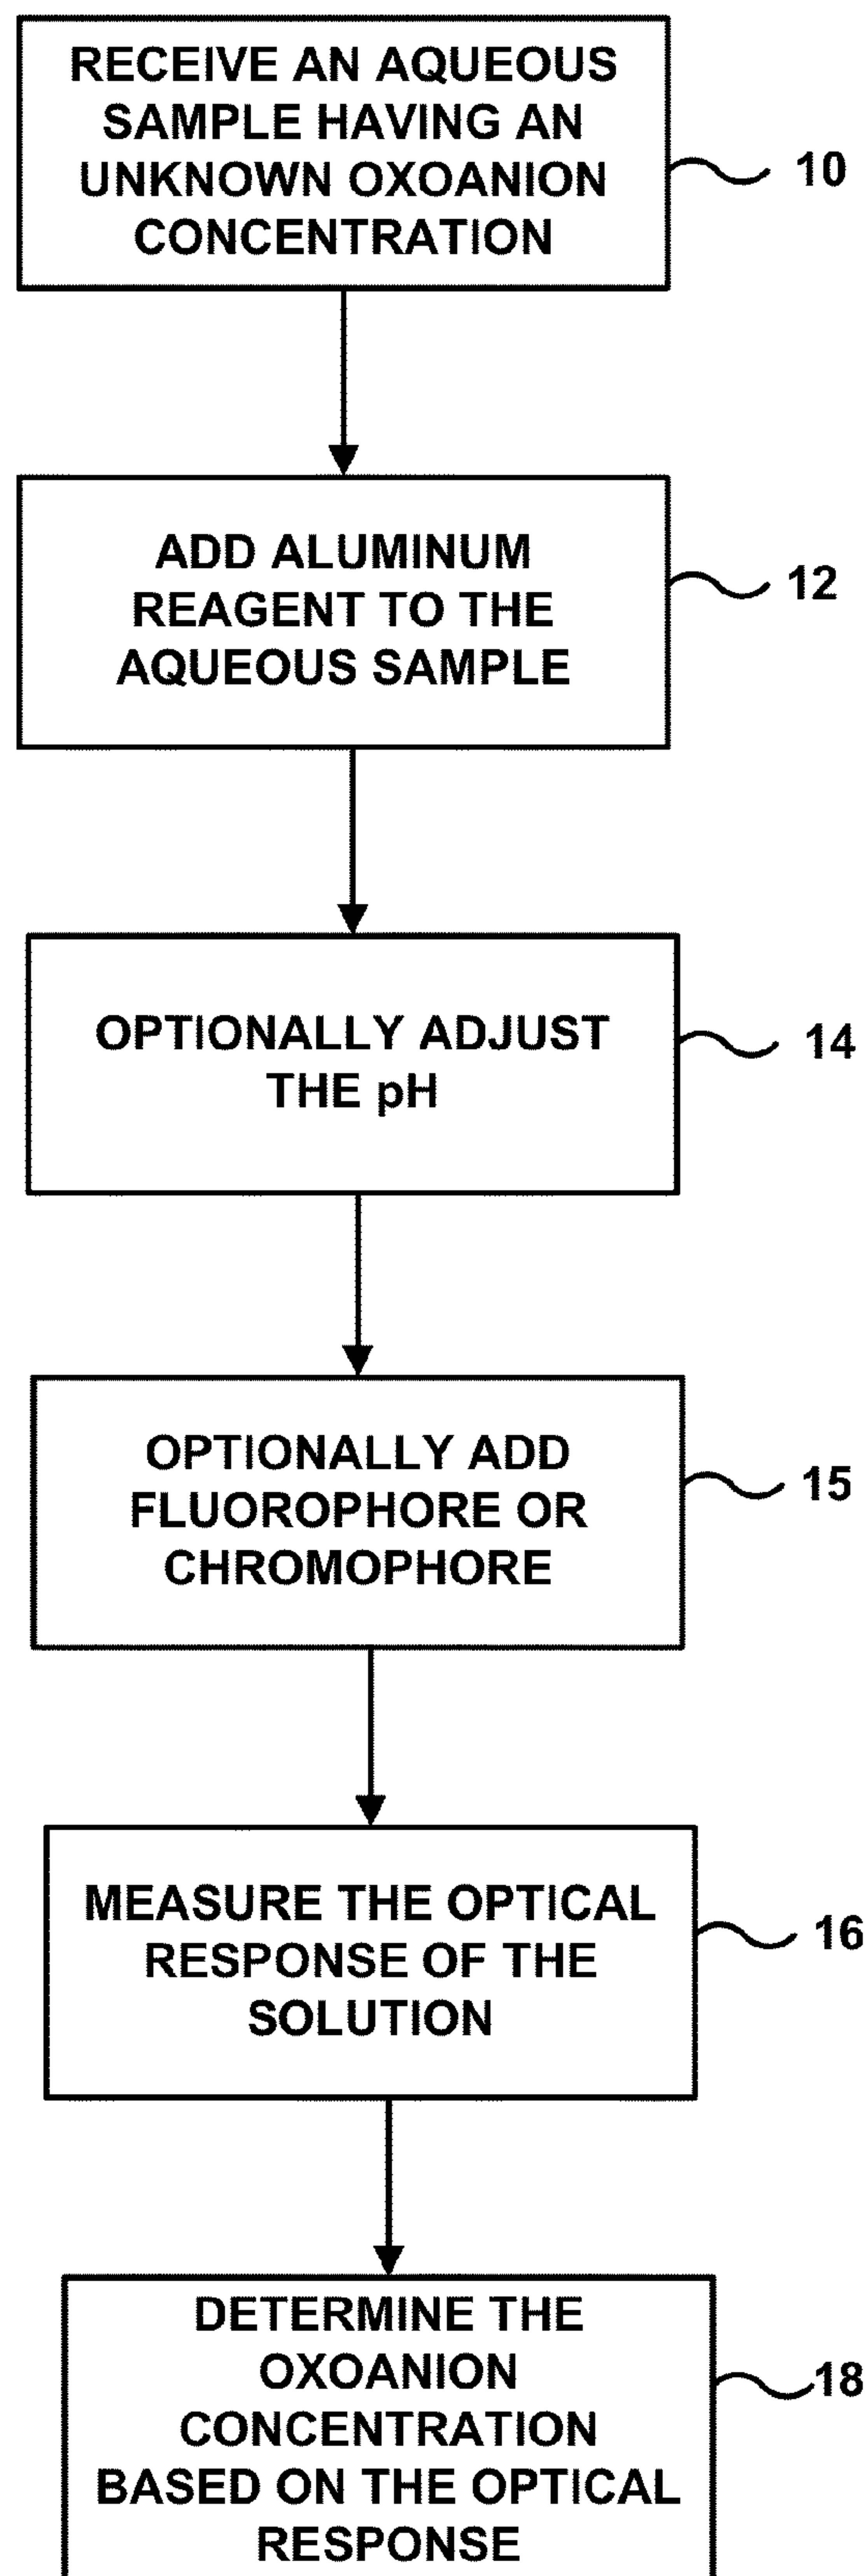 RECEIVE AN AQUEOUS
SAMPLE HAVING AN
UNKNOWN OXOANION
CONCENTRATION
10
ADD ALUMINUM
REAGENT TO THE
AQUEOUS SAMPLE
12
OPTIONALLY ADJUST
THE pH
14
OPTIONALLY ADD
FLUOROPHORE OR
CHROMOPHORE
15
MEASURE THE OPTICAL
RESPONSE OF THE
SOLUTION
16
DETERMINE THE
OXOANION
CONCENTRATION
BASED ON THE OPTICAL
RESPONSE
18